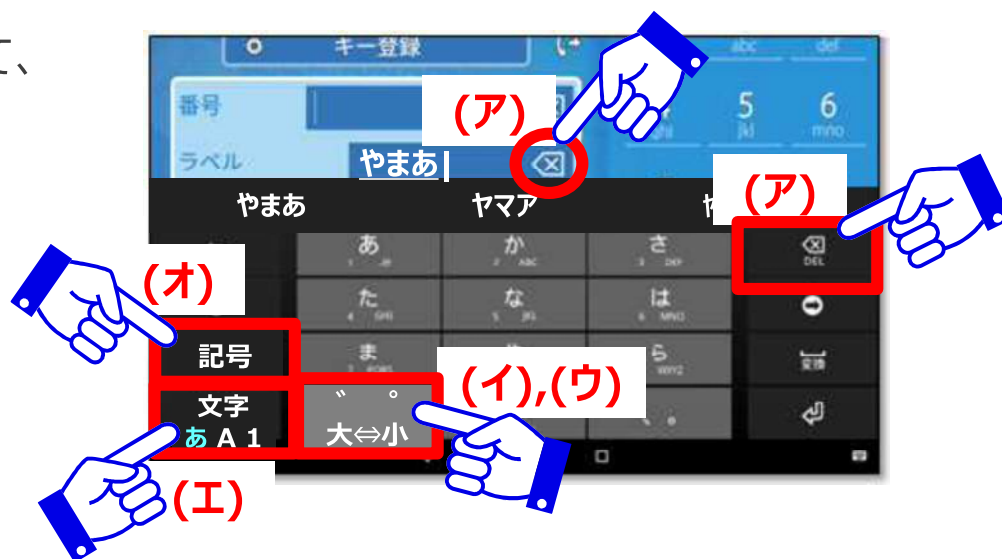 て、
キー登録
abc def
番号
(ア)
5 6
jkl mno
ラベル
やまあ
(ア)
やまあ ヤマア
あ か さ
DEL
(オ)
た な は
記号
ま ら
変換
(イ),(ウ)
文字
あ A 1
゛ ゜
大⇔小
(エ)